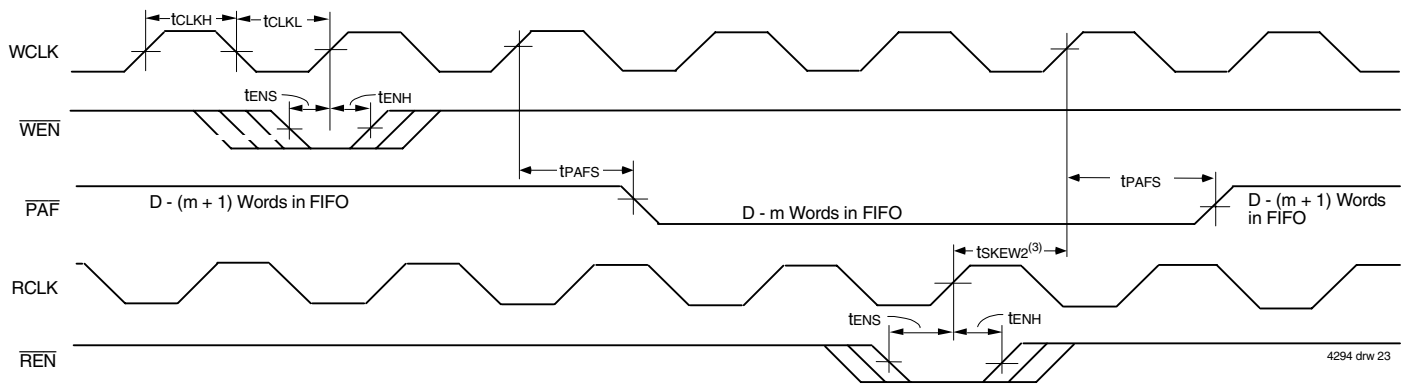 tCLKH
tCLKL
WCLK
tENS
tENH
WEN
tPAFS
tPAFS
PAF
D - (m + 1) Words in FIFO
D - m Words in FIFO
D - (m + 1) Words
in FIFO
tSKEW2(3)
RCLK
tENS
tENH
REN
4294 drw 23